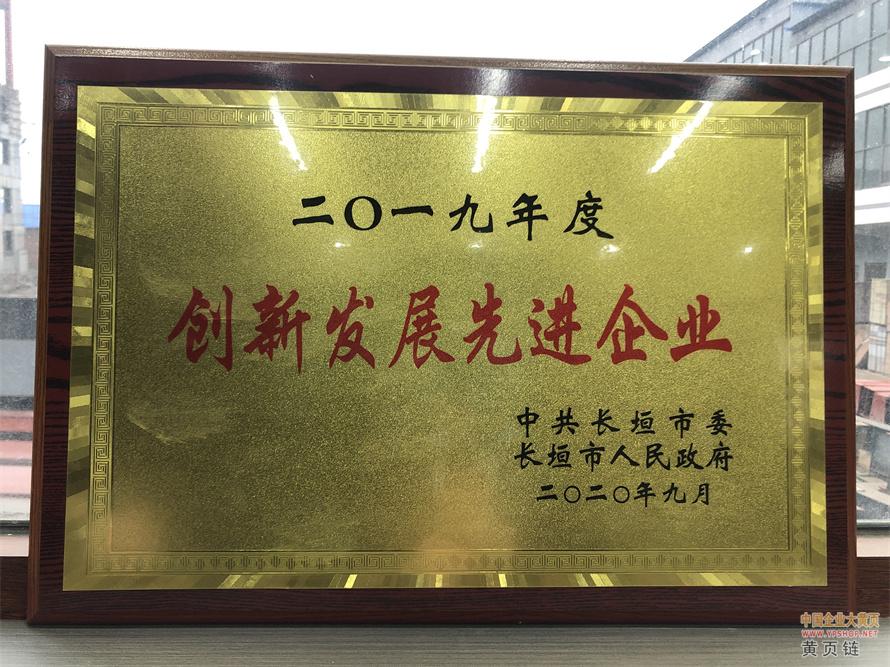 二〇一九年度
创新发展先进企业
中共长垣市委
长垣市人民政府
二〇二〇年九月
中国企业大黄页
WWW.YPSHOP.NET
黄页链